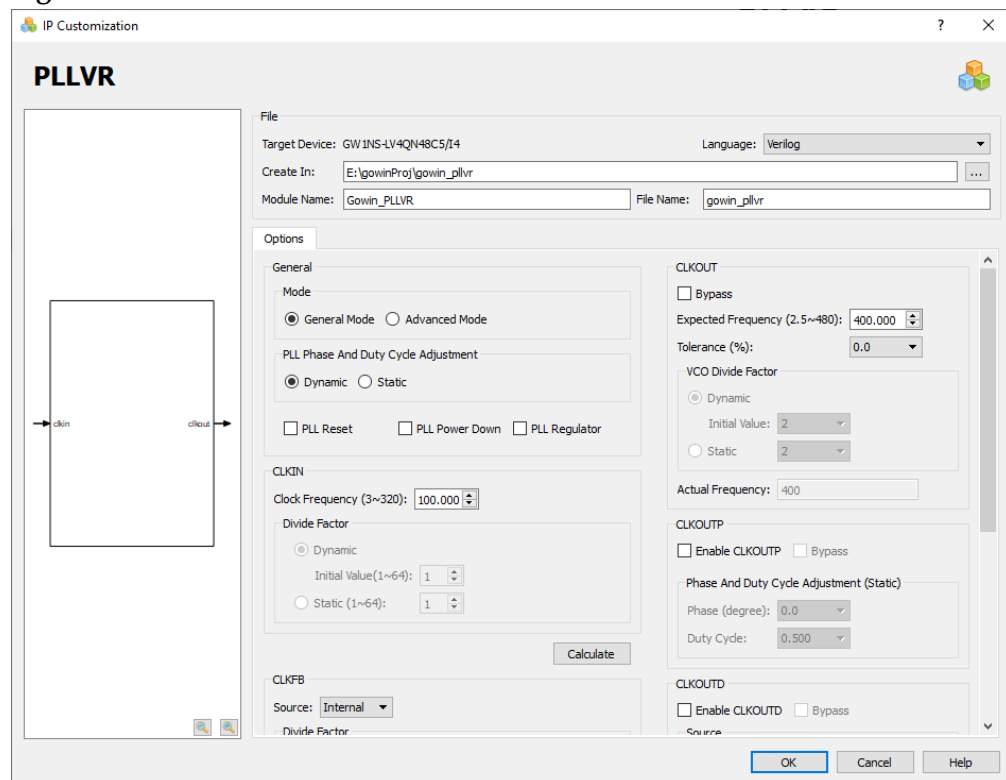 IP Customization
PLLVR
File
Target Device: GW1NS-LV4QN48C5/I4 Language: Verilog
Create In: E:\gowinProj\gowin_pllvr ...
Module Name: Gowin_PLLVR File Name: gowin_pllvr
Options
General
Mode
General Mode Advanced Mode
PLL Phase And Duty Cycle Adjustment
Dynamic Static
PLL Reset PLL Power Down PLL Regulator
CLKIN
Clock Frequency (3~320): 100.000
Divide Factor
Dynamic
Initial Value(1~64): 1
Static (1~64): 1
Calculate
CLKFB
Source: Internal
Divide Factor
CLKOUT
Bypass
Expected Frequency (2.5~480): 400.000
Tolerance (%): 0.0
VCO Divide Factor
Dynamic
Initial Value: 2
Static 2
Actual Frequency: 400
CLKOUTP
Enable CLKOUTP Bypass
Phase And Duty Cycle Adjustment (Static)
Phase (degree): 0.0
Duty Cycle: 0.500
CLKOUTD
Enable CLKOUTD Bypass
Source
clkin clkout
OK Cancel Help